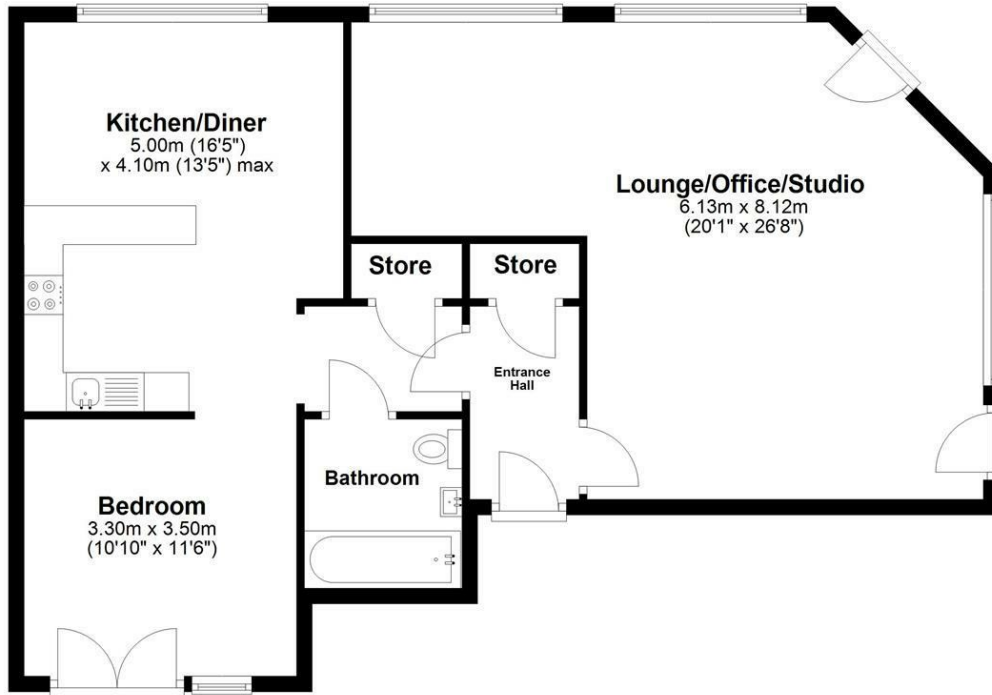 Kitchen/Diner
5.00m (16'5")
x 4.10m (13'5") max
Lounge/Office/Studio
6.13m x 8.12m
(20'1" x 26'8")
Store
Store
Entrance
Hall
Bathroom
Bedroom
3.30m x 3.50m
(10'10" x 11'6")